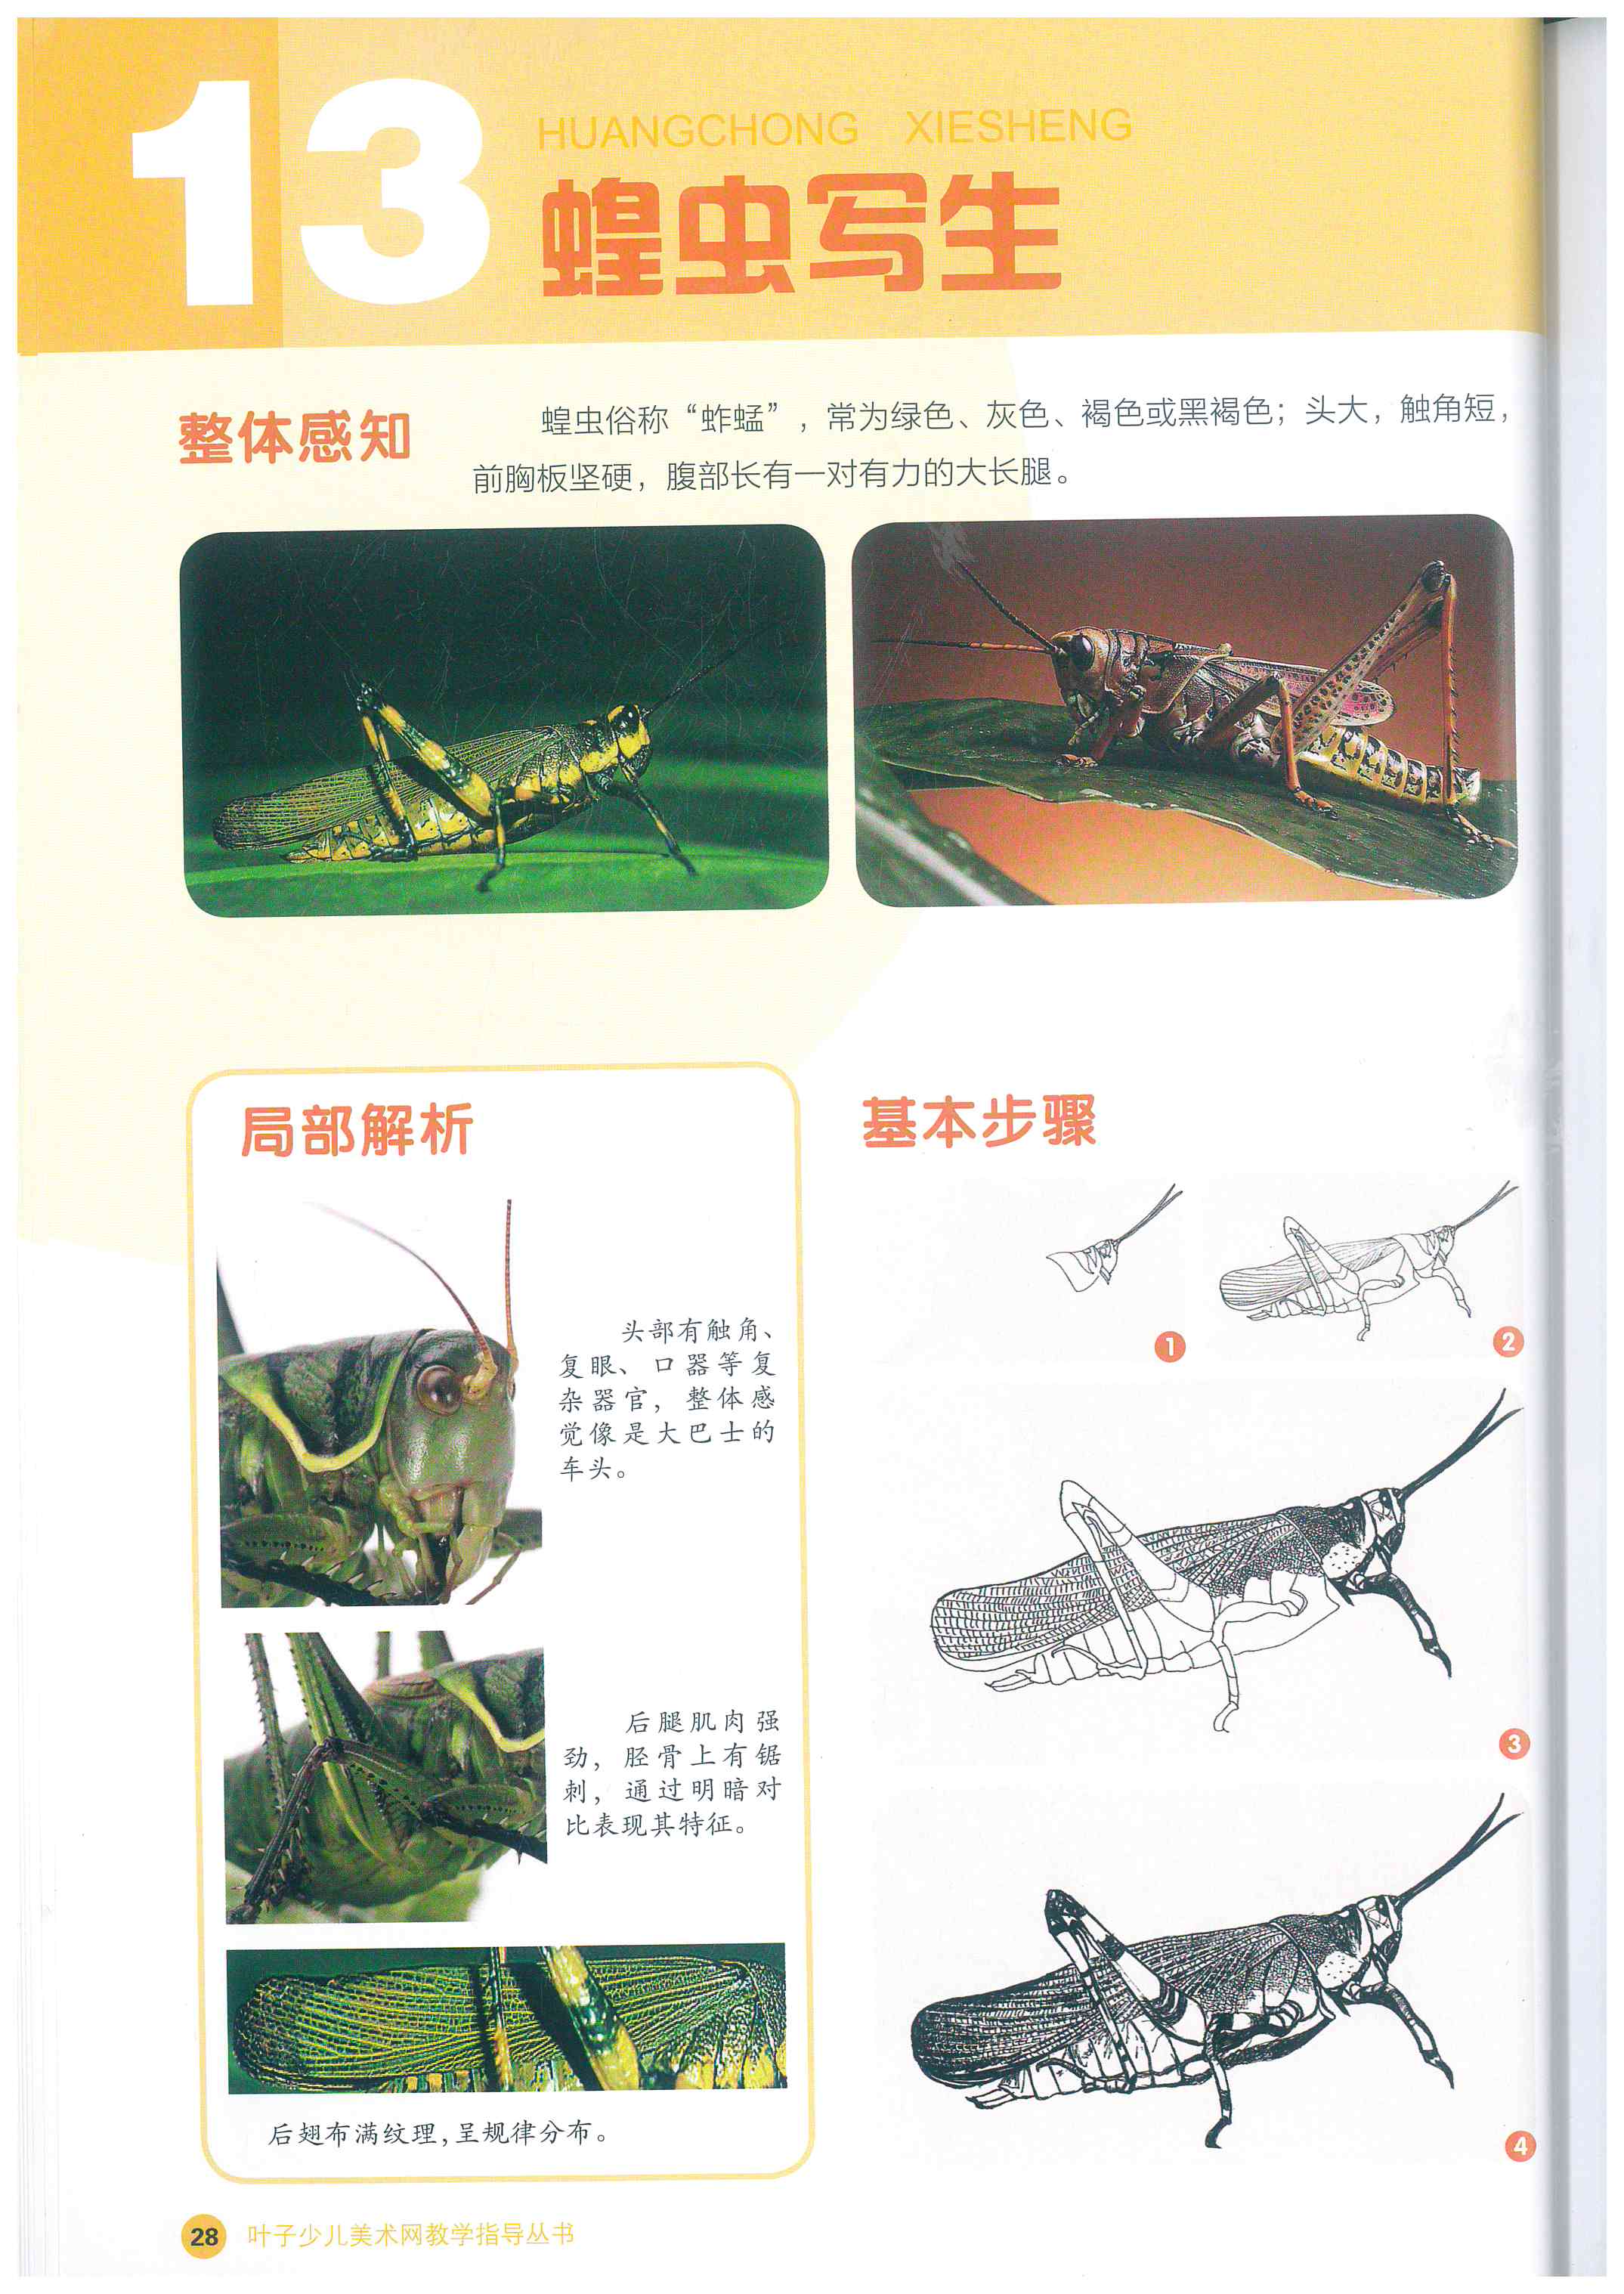 13
HUANGCHONG XIESHENG
蝗虫写生
整体感知
蝗虫俗称“蚱蜢”，常为绿色、灰色、褐色或黑褐色；头大，触角短，
前胸板坚硬，腹部长有一对有力的大长腿。
局部解析
头部有触角、
复眼、口器等复
杂器官，整体感
觉像是大巴士的
车头。
后腿肌肉强
劲，胫骨上有锯
刺，通过明暗对
比表现其特征。
后翅布满纹理，呈规律分布。
基本步骤
1
2
3
4
28 叶子少儿美术网教学指导丛书